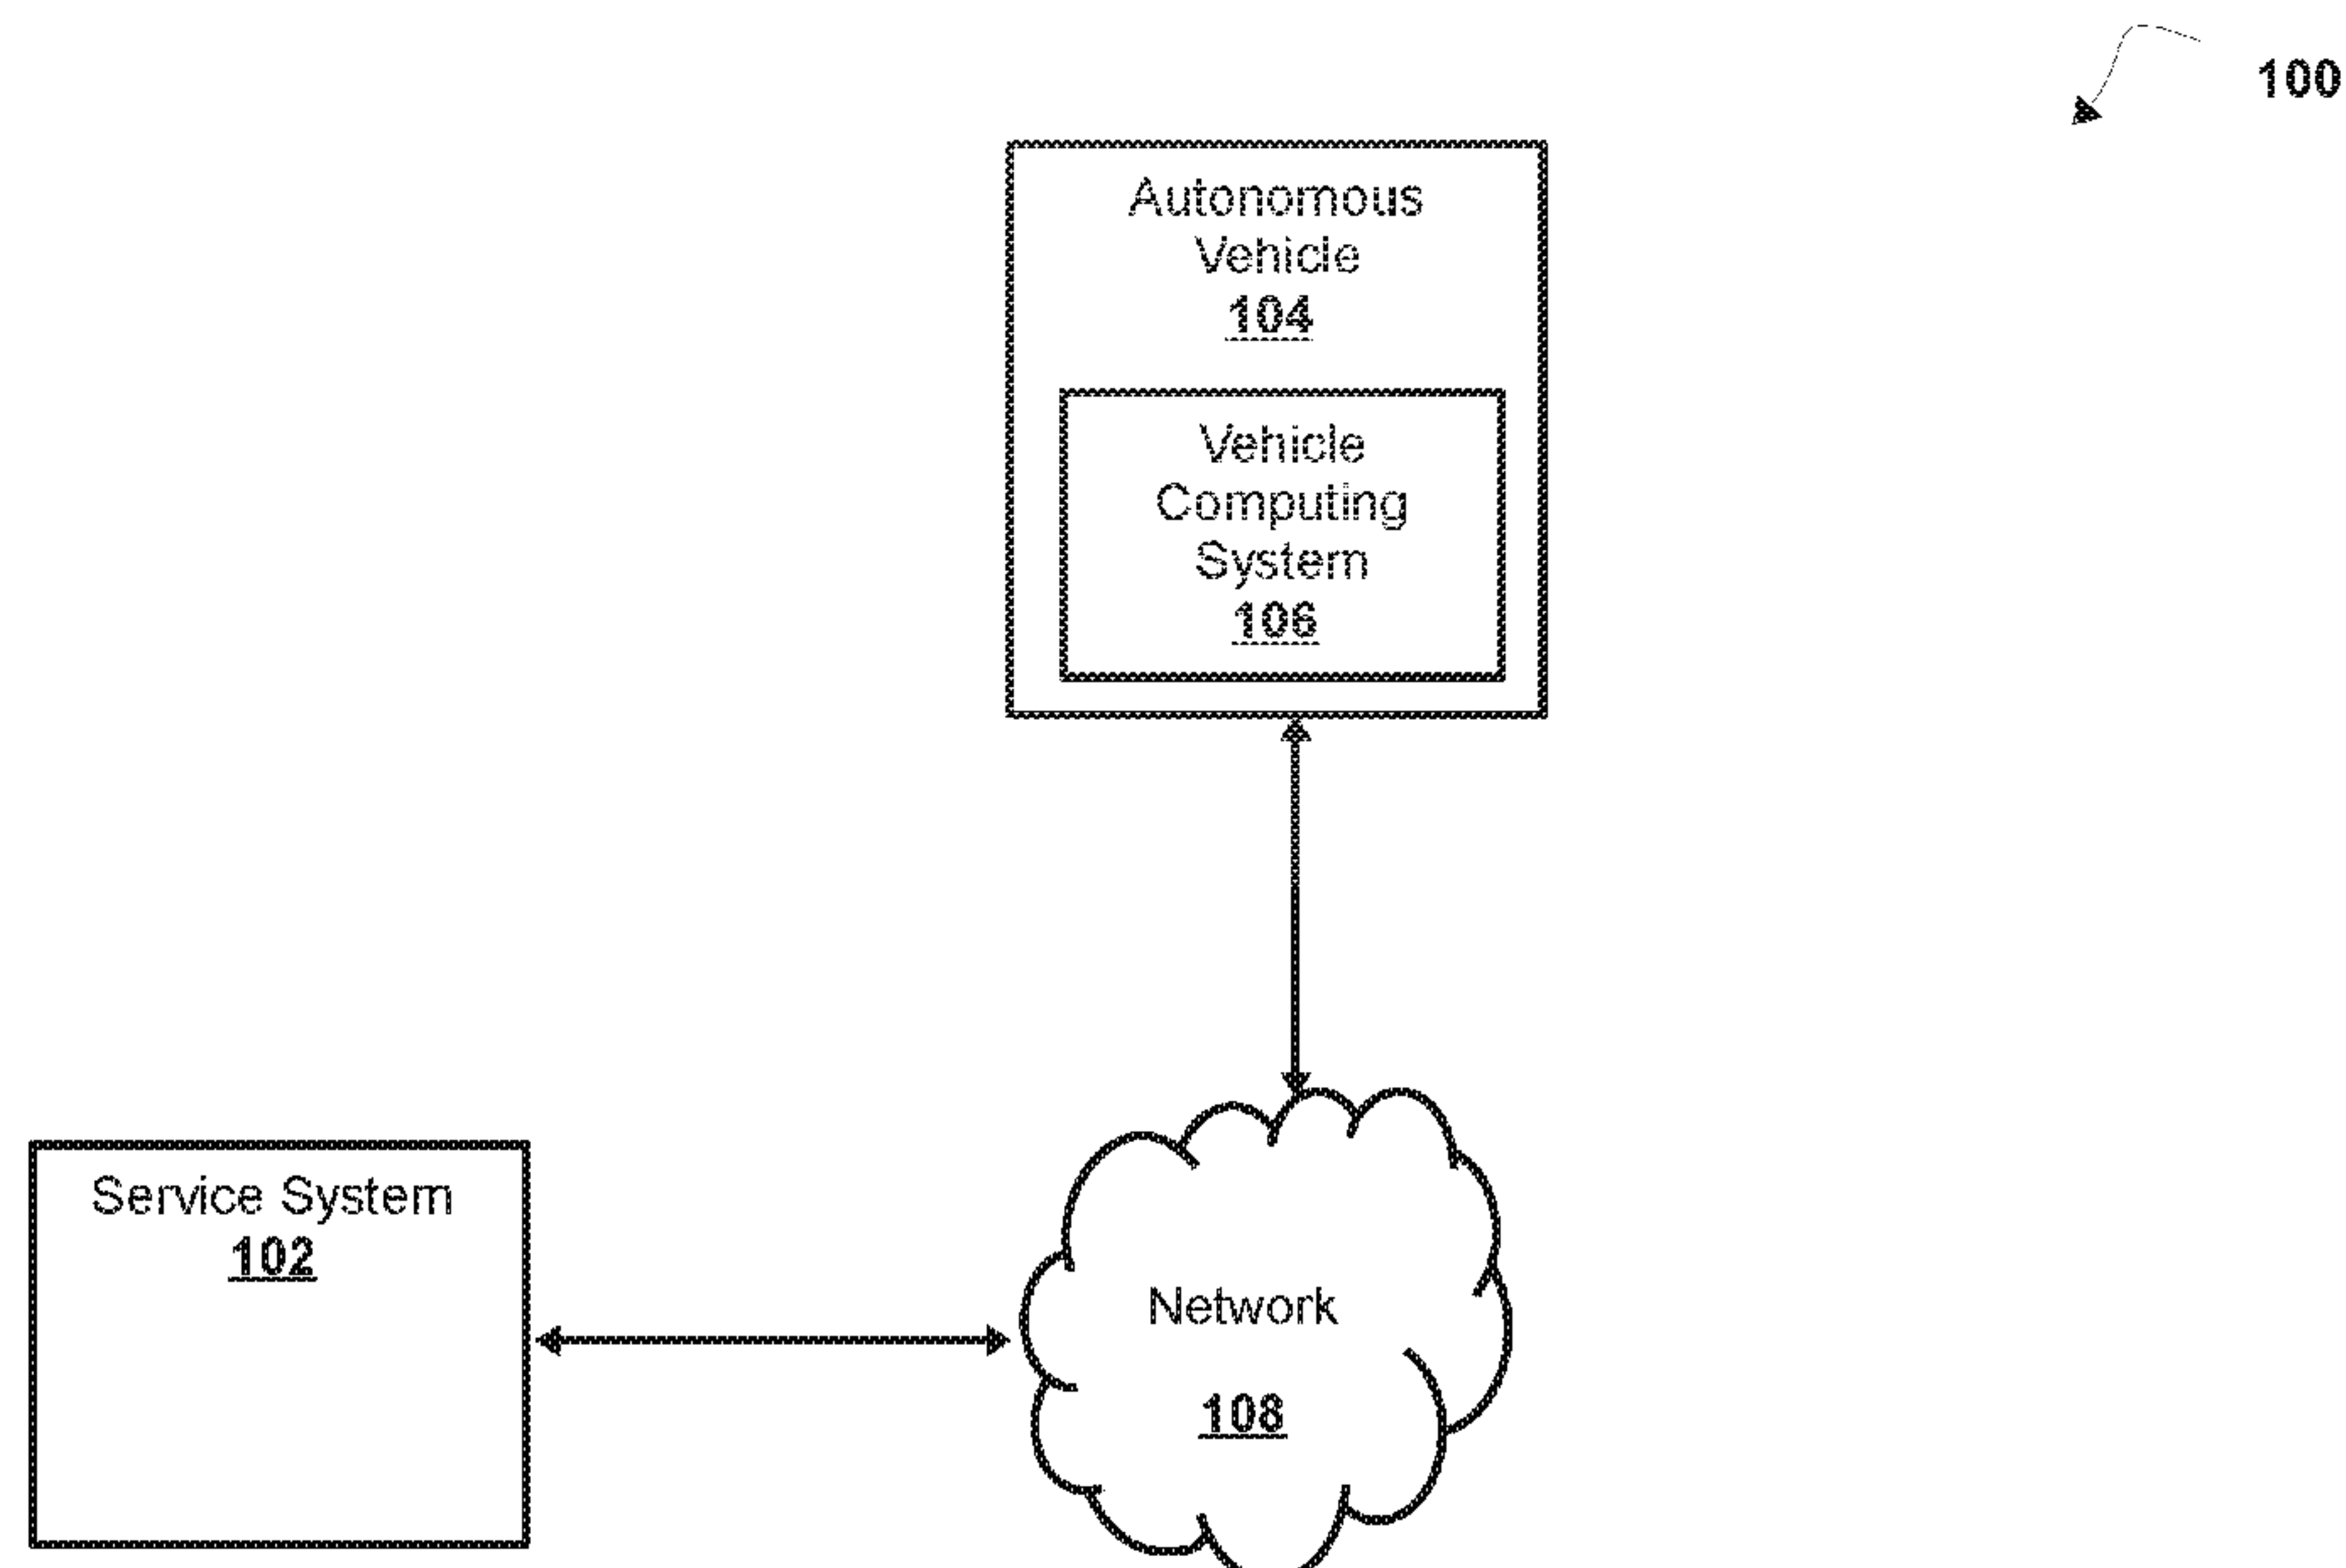 100
Autonomous
Vehicle
104
Vehicle
Computing
System
106
Service System
102
Network
108